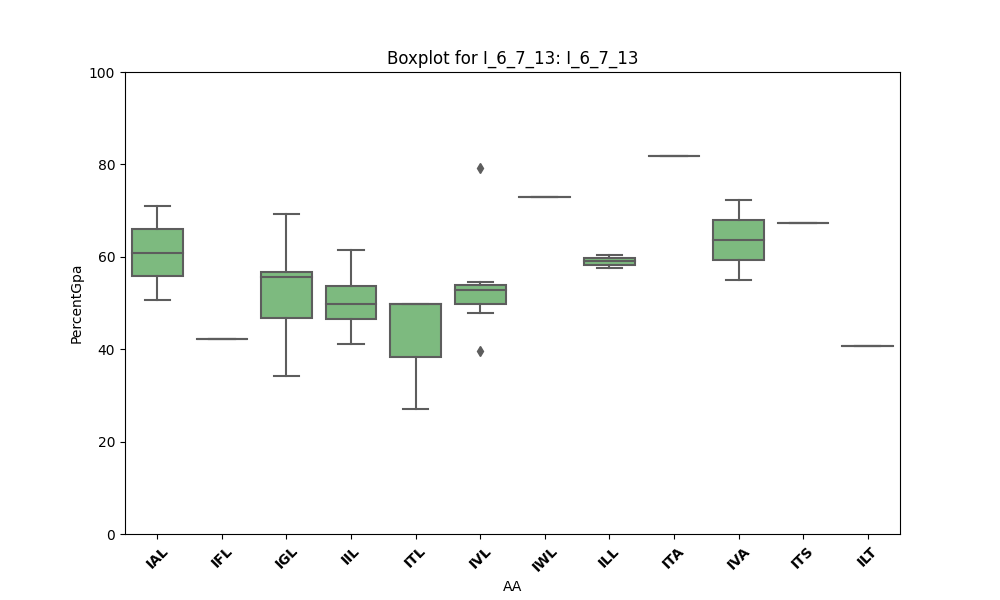 Boxplot for I_6_7_13: I_6_7_13
PercentGpa
100
80
60
40
20
0
IAL IFL IGL IIL ITL IVL IWL ILL ITA IVA ITS ILT
AA